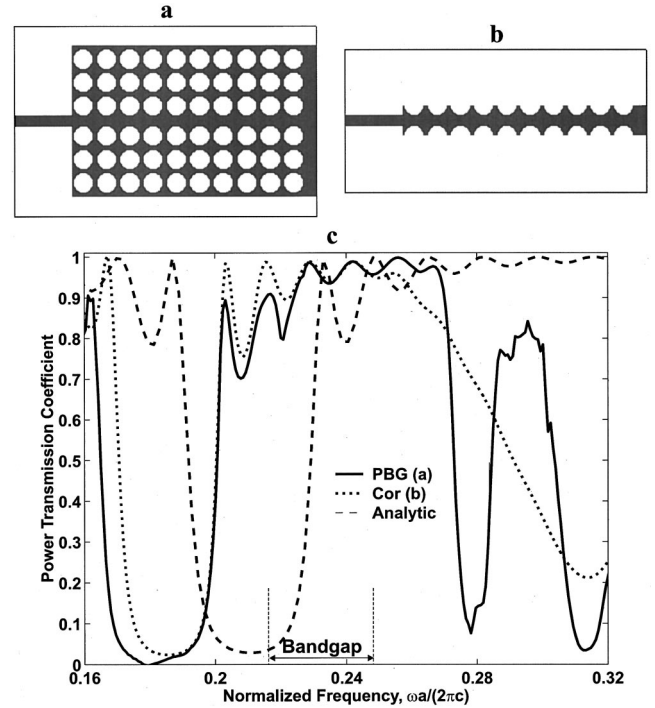 a
b
c
Power Transmission Coefficient
1
0.9
0.8
0.7
0.6
0.5
0.4
0.3
0.2
0.1
0
PBG (a)
Cor (b)
Analytic
Bandgap
0.16
0.2
0.24
0.28
0.32
Normalized Frequency, ωa/(2πc)